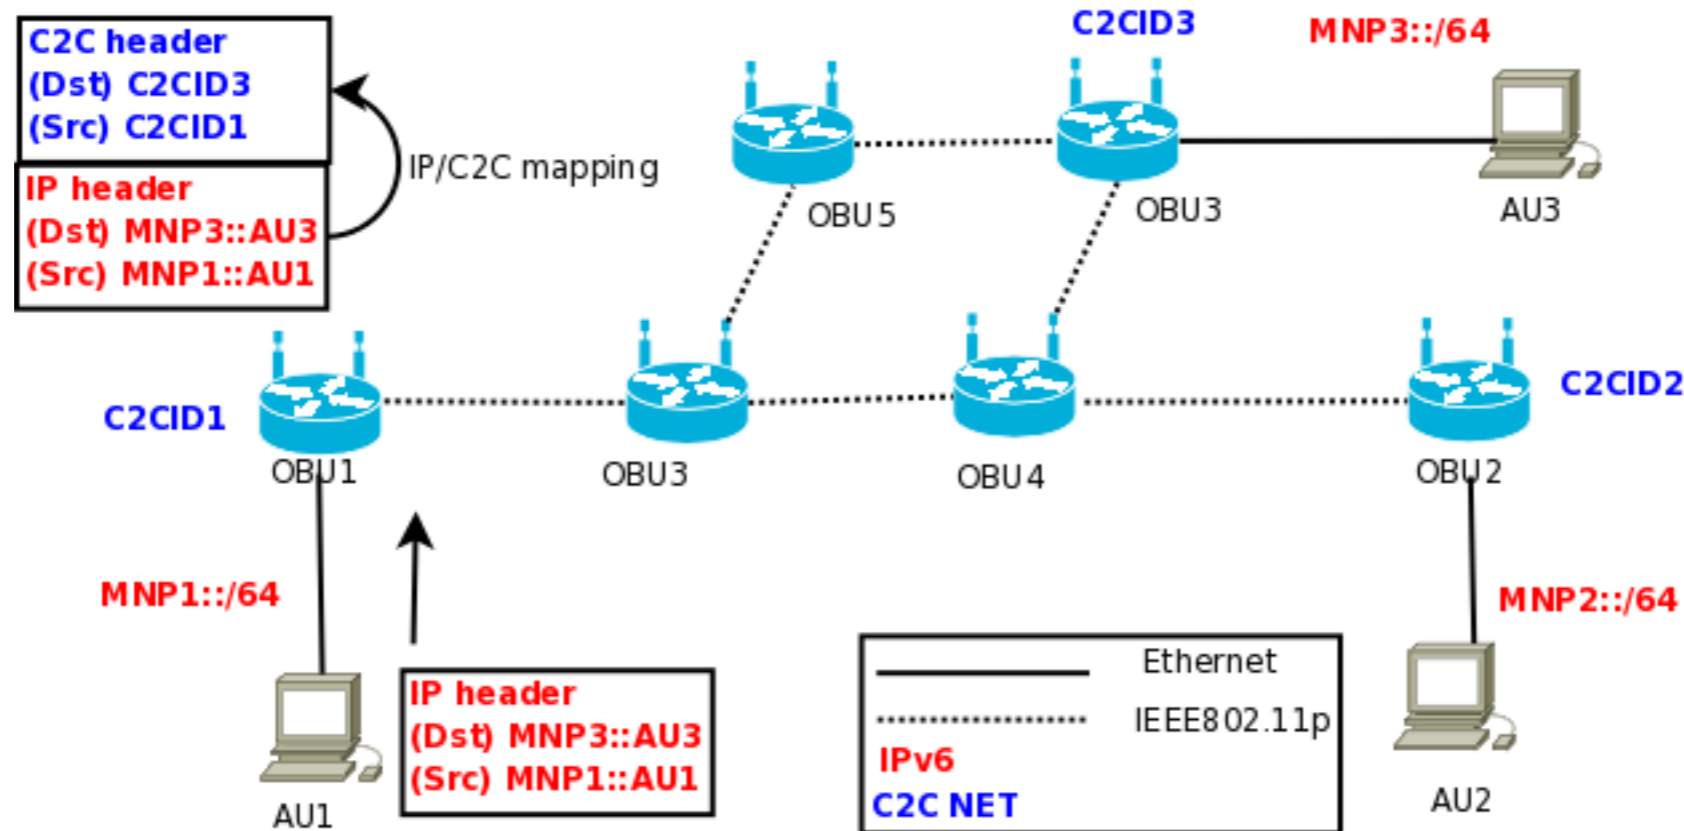 C2CID3
MNP3::/64
C2C header
(Dst) C2CID3
(Src) C2CID1
IP/C2C mapping
IP header
(Dst) MNP3::AU3
(Src) MNP1::AU1
OBU5
OBU3
AU3
C2CID1
C2CID2
OBU1
OBU3
OBU4
OBU2
MNP1::/64
MNP2::/64
IP header
(Dst) MNP3::AU3
(Src) MNP1::AU1
AU1
Ethernet
IEEE802.11p
IPv6
C2C NET
AU2